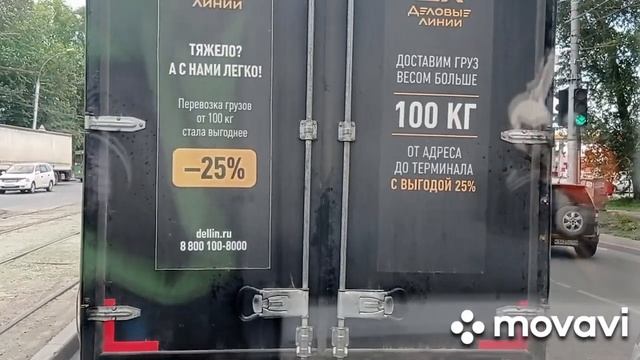 ЛИНИИ
ТЯЖЕЛО?
А С НАМИ ЛЕГКО!
Перевозка грузов
от 100 кг
стала выгоднее
–25%
dellin.ru
8 800 100-8000
ДЕЛОВЫЕ
ЛИНИИ
ДОСТАВИМ ГРУЗ
ВЕСОМ БОЛЬШЕ
100 КГ
ОТ АДРЕСА
ДО ТЕРМИНАЛА
С ВЫГОДОЙ 25%
movavi